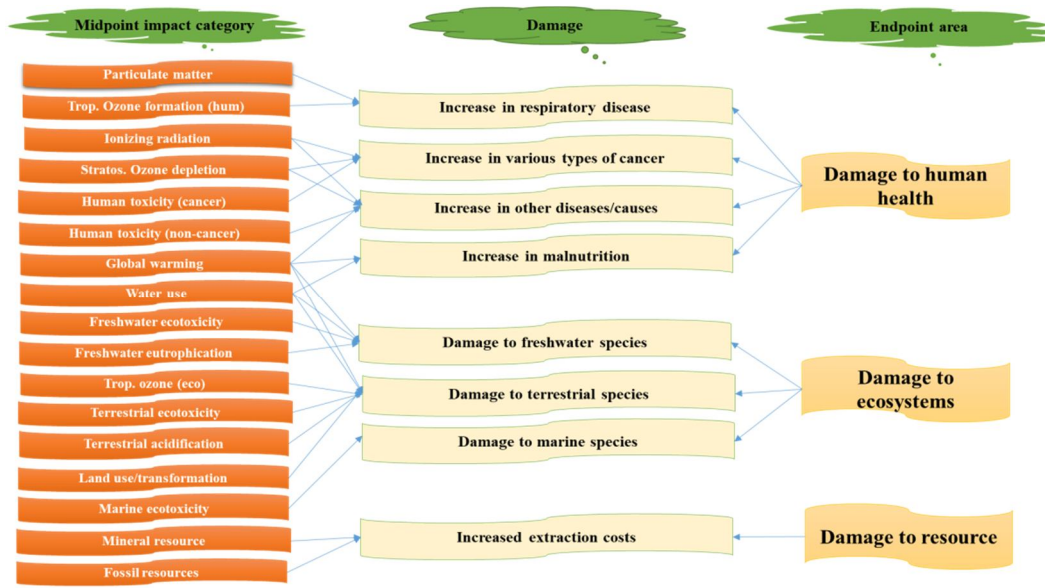 Midpoint impact category
Damage
Endpoint area
Particulate matter
Trop. Ozone formation (hum)
Ionizing radiation
Stratos. Ozone depletion
Human toxicity (cancer)
Human toxicity (non-cancer)
Global warming
Water use
Freshwater ecotoxicity
Freshwater eutrophication
Trop. ozone (eco)
Terrestrial ecotoxicity
Terrestrial acidification
Land use/transformation
Marine ecotoxicity
Mineral resource
Fossil resources
Increase in respiratory disease
Increase in various types of cancer
Increase in other diseases/causes
Increase in malnutrition
Damage to freshwater species
Damage to terrestrial species
Damage to marine species
Increased extraction costs
Damage to human
health
Damage to
ecosystems
Damage to resource